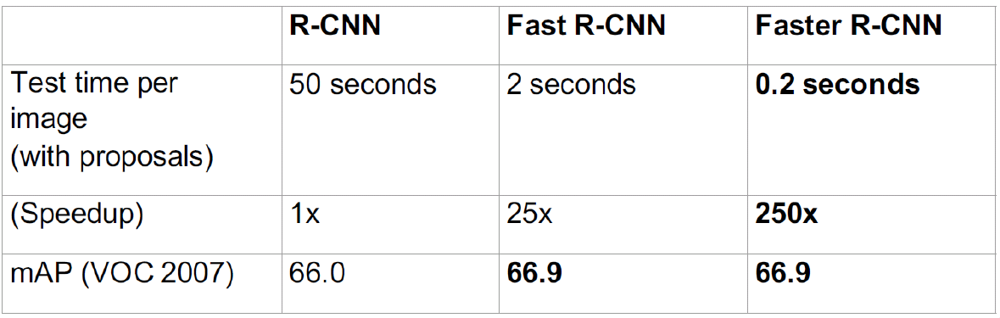 R-CNN Fast R-CNN Faster R-CNN
Test time per 50 seconds 2 seconds 0.2 seconds
image
(with proposals)
(Speedup) 1x 25x 250x
mAP (VOC 2007) 66.0 66.9 66.9